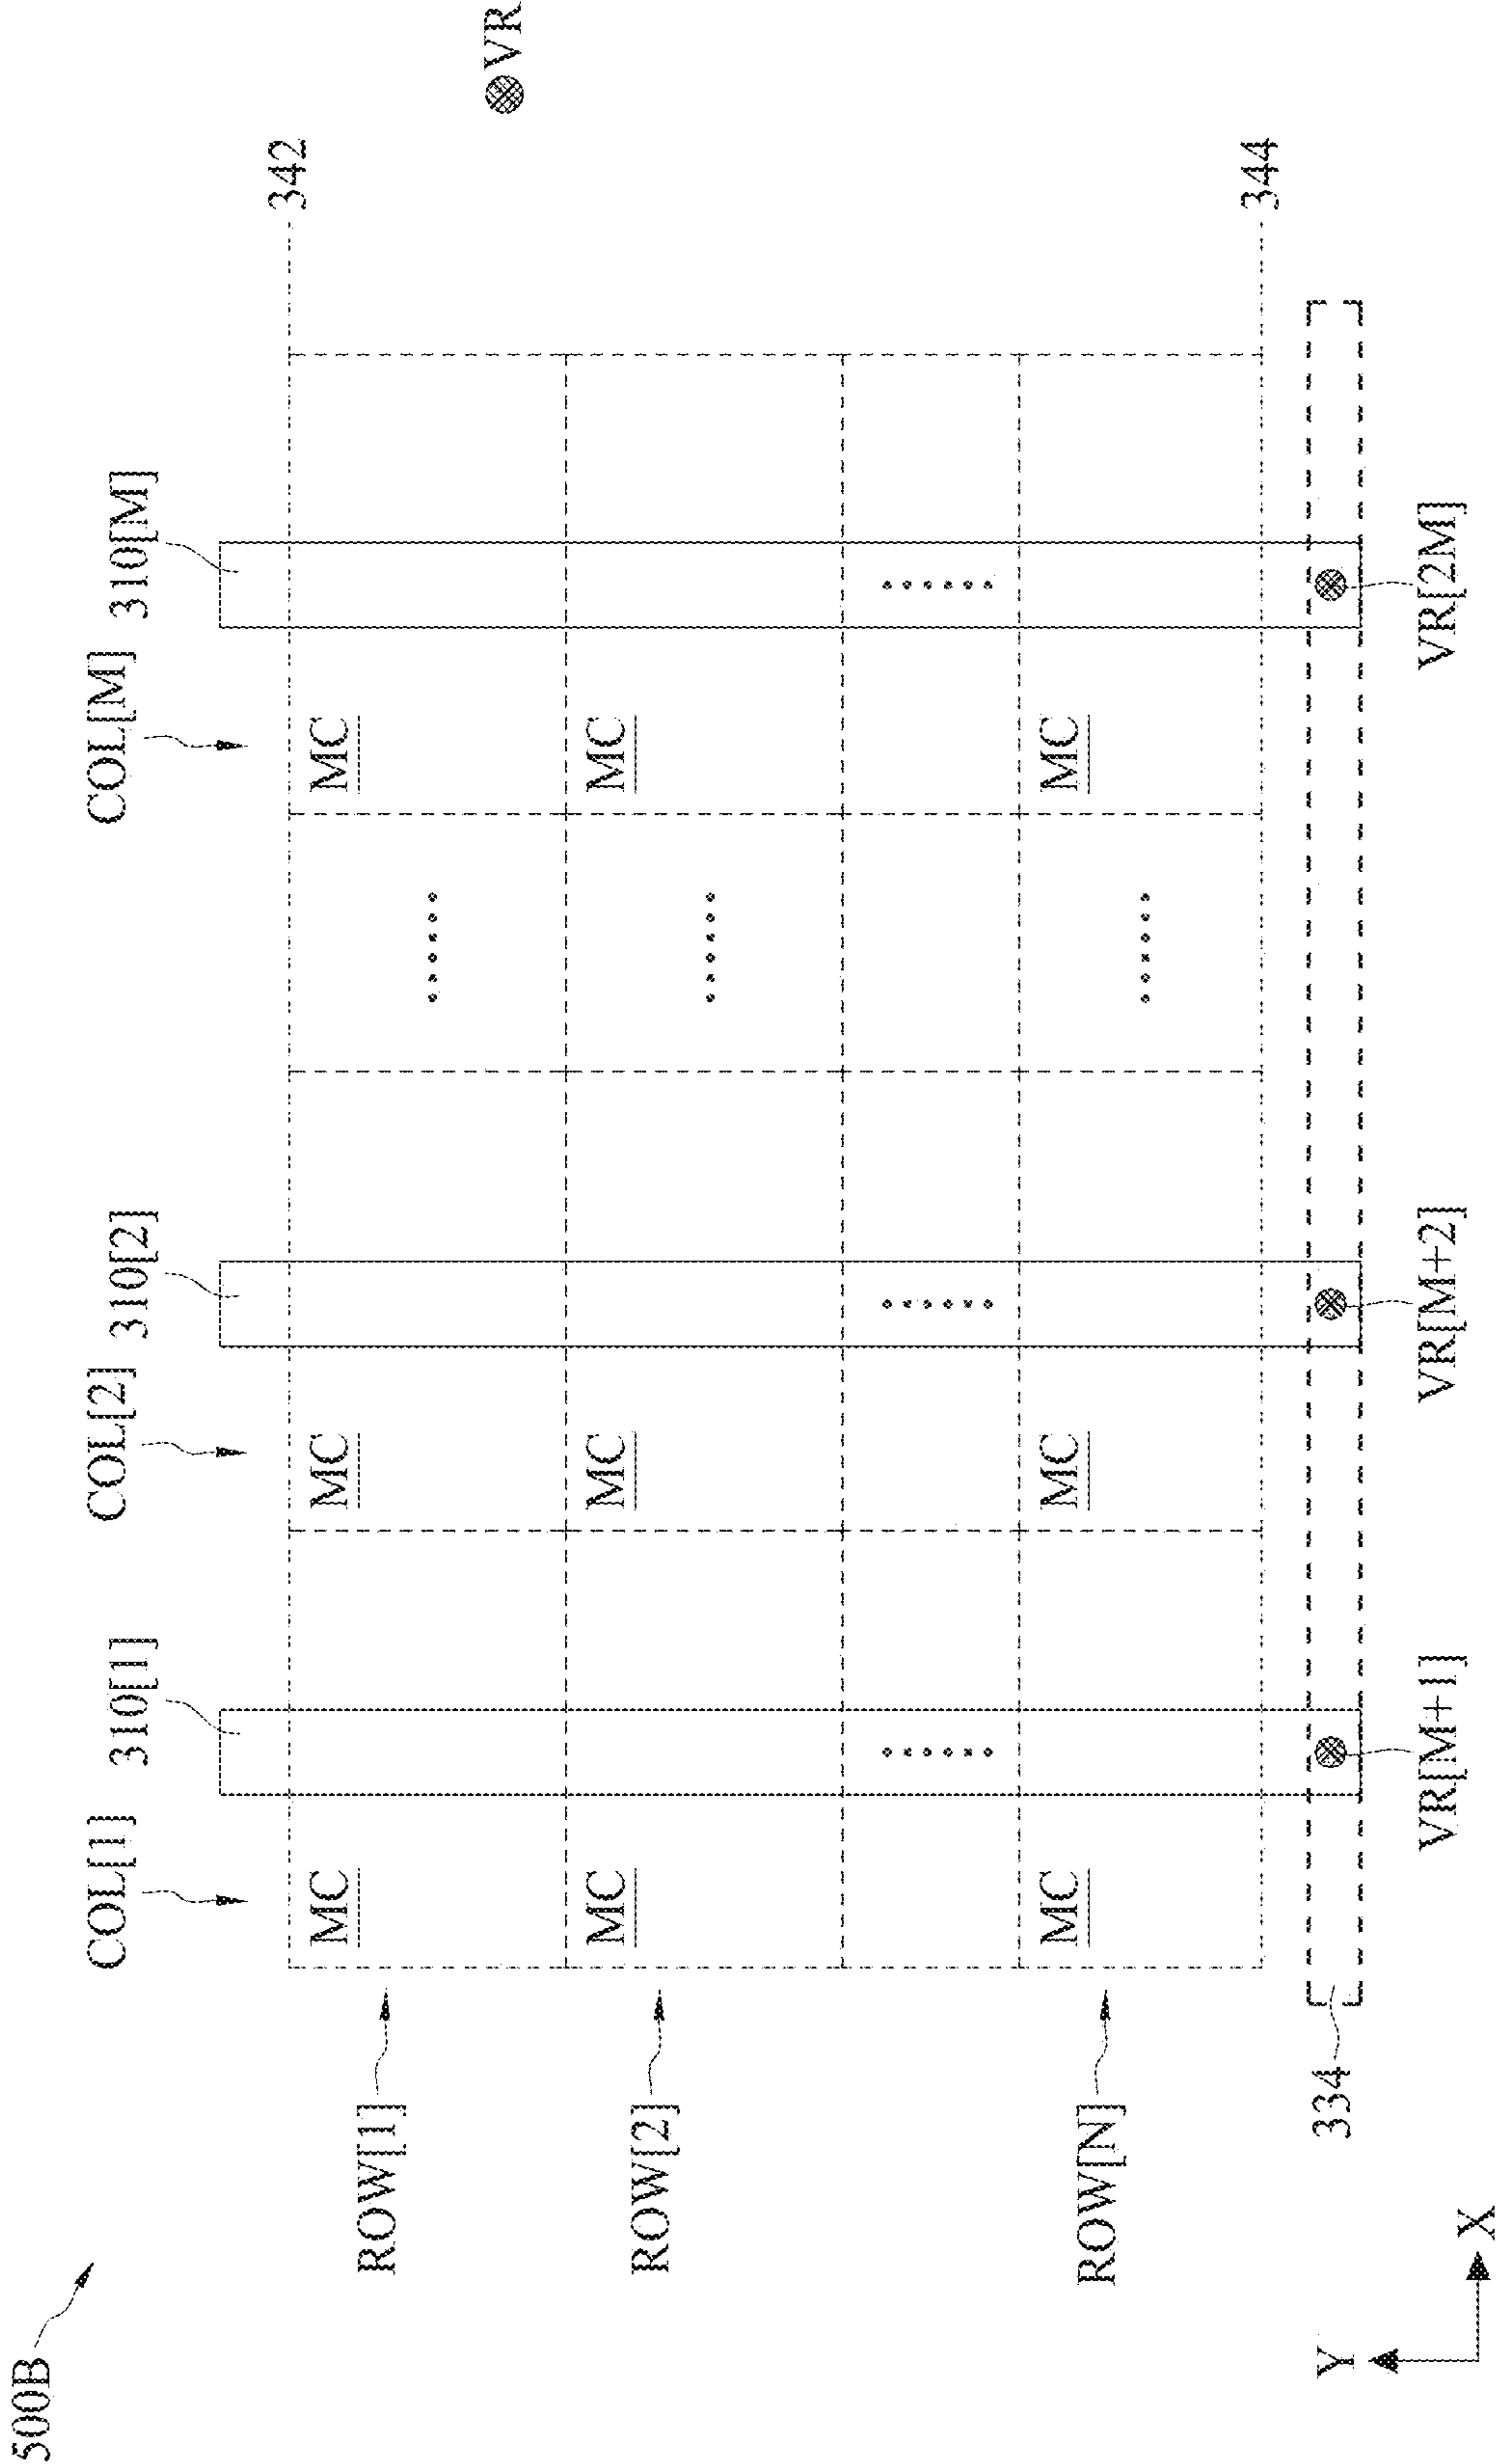 500B
COL[1]
310[1]
COL[2]
310[2]
COL[M]
310[M]
342
ROW[1]
MC
MC
MC
VR
ROW[2]
MC
MC
MC
ROW[N]
MC
MC
MC
344
334
VR[M+1]
VR[M+2]
VR[2M]
Y
X